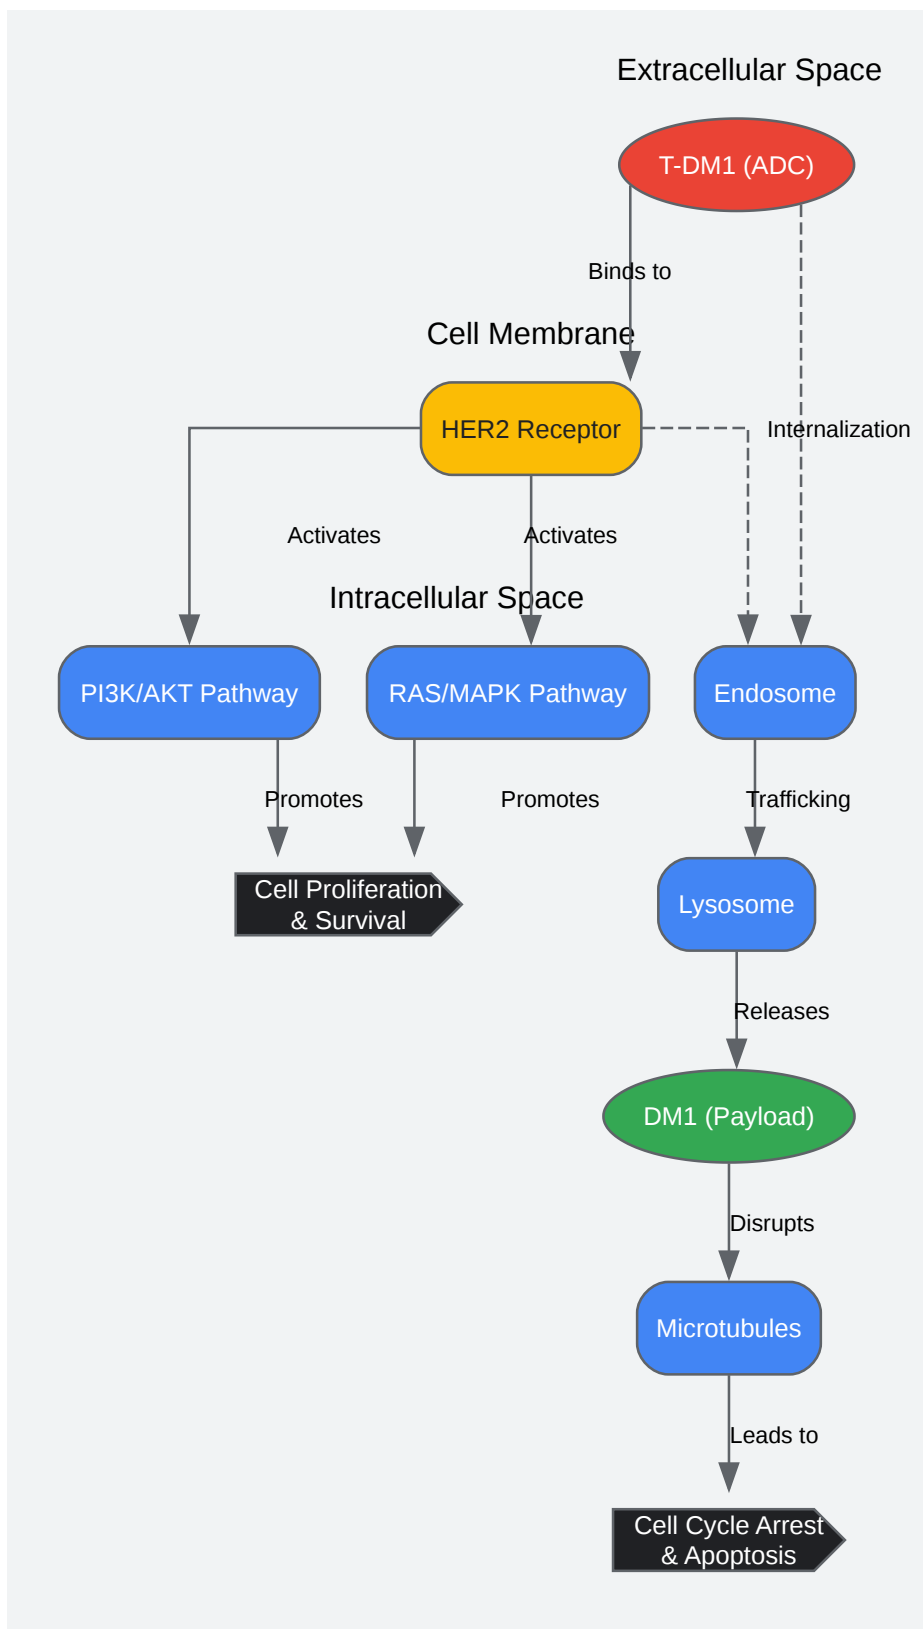 Extracellular Space
T-DM1 (ADC)
Binds to
Cell Membrane
HER2 Receptor
Internalization
Activates
Activates
Intracellular Space
PI3K/AKT Pathway
RAS/MAPK Pathway
Endosome
Promotes
Promotes
Trafficking
Cell Proliferation
& Survival
Lysosome
Releases
DM1 (Payload)
Disrupts
Microtubules
Leads to
Cell Cycle Arrest
& Apoptosis